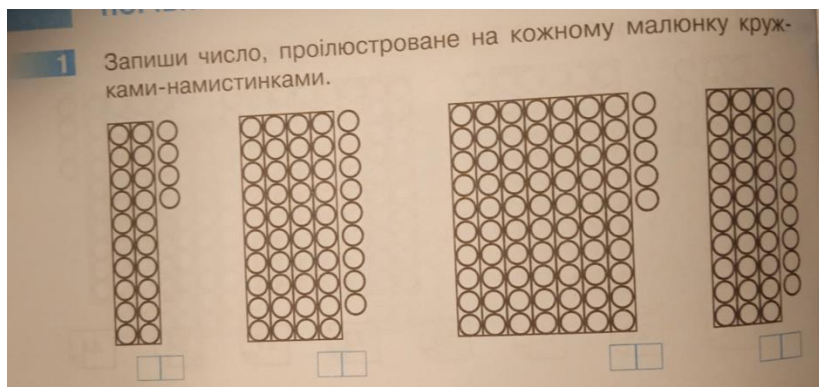 1 Запиши число, проілюстроване на кожному малюнку круж-
ками-намистинками.